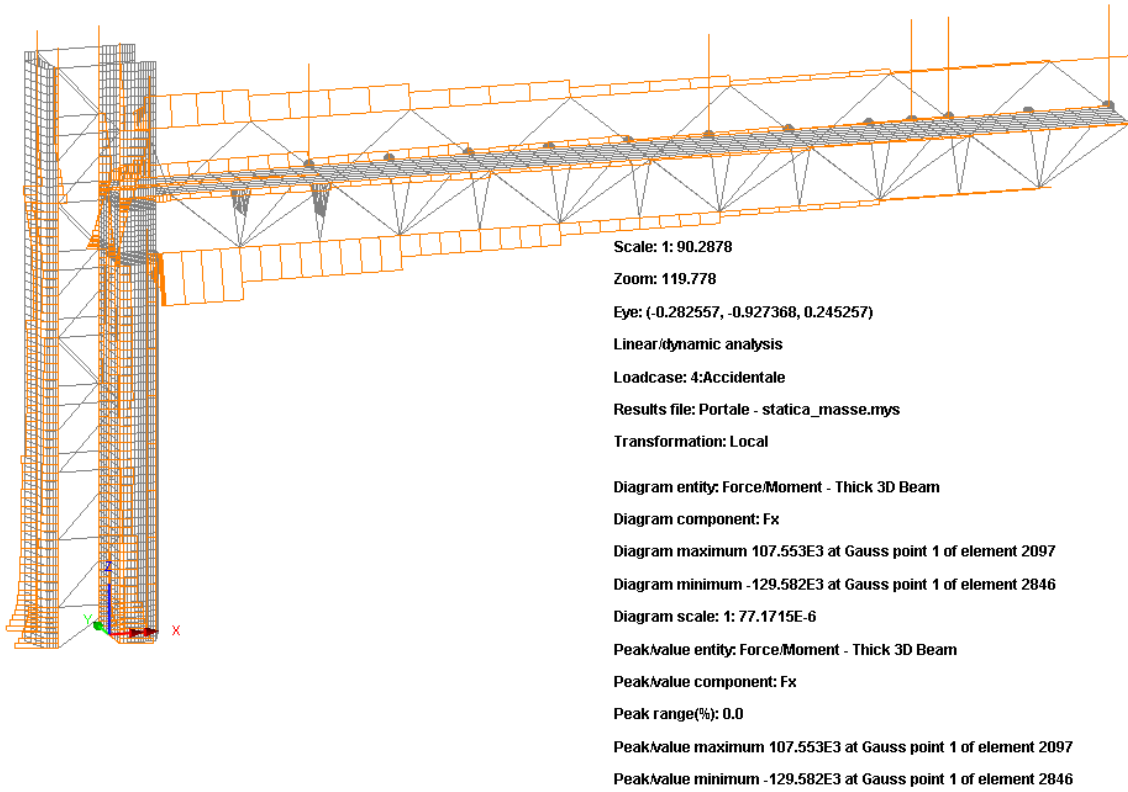 Scale: 1: 90.2878
Zoom: 119.778
Eye: (-0.282557, -0.927368, 0.245257)
Linear/dynamic analysis
Loadcase: 4:Accidentale
Results file: Portale - statica_masse.mys
Transformation: Local
Diagram entity: Force/Moment - Thick 3D Beam
Diagram component: Fx
Diagram maximum 107.553E3 at Gauss point 1 of element 2097
Diagram minimum -129.582E3 at Gauss point 1 of element 2846
Diagram scale: 1: 77.1715E-6
Peak/value entity: Force/Moment - Thick 3D Beam
Peak/value component: Fx
Peak range(%): 0.0
Peak/value maximum 107.553E3 at Gauss point 1 of element 2097
Peak/value minimum -129.582E3 at Gauss point 1 of element 2846
Z
Y
X